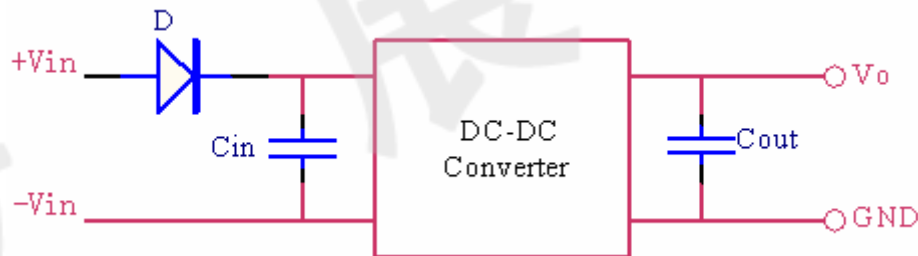 D
+Vin
Vo
Cin
DC-DC
Converter
Cout
-Vin
GND